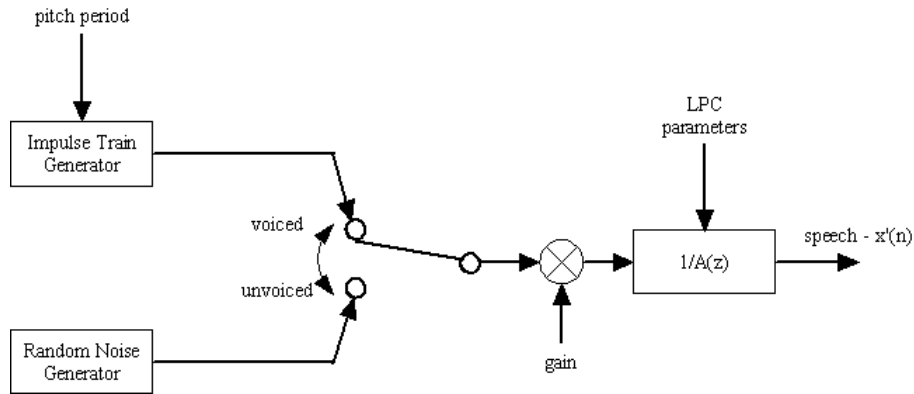 pitch period
Impulse Train
Generator
voiced
unvoiced
Random Noise
Generator
gain
LPC
parameters
1/A(z)
speech - x'(n)